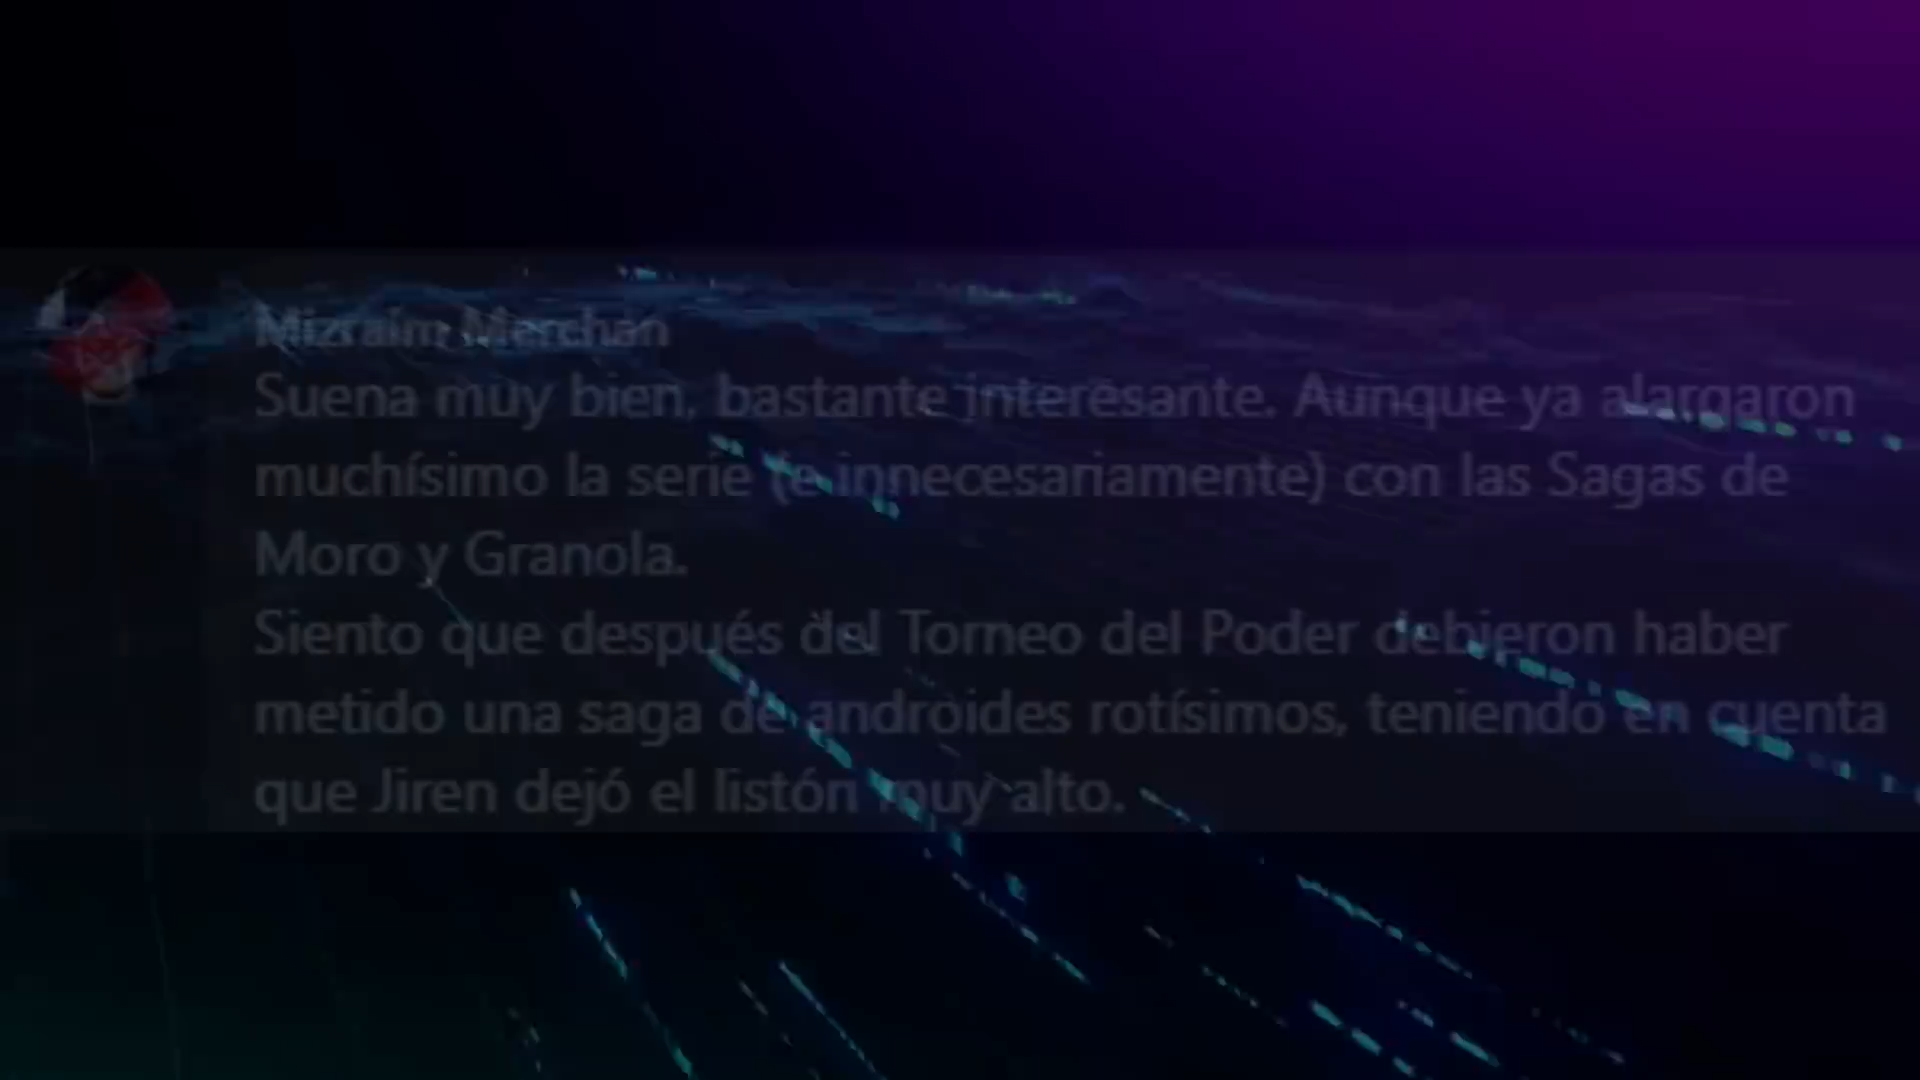 Mizraim Merchan
Suena muy bien, bastante interesante. Aunque ya alargaron
muchísimo la serie (e innecesariamente) con las Sagas de
Moro y Granola.
Siento que después del Torneo del Poder debieron haber
metido una saga de androides rotísimos, teniendo en cuenta
que Jiren dejó el listón muy alto.